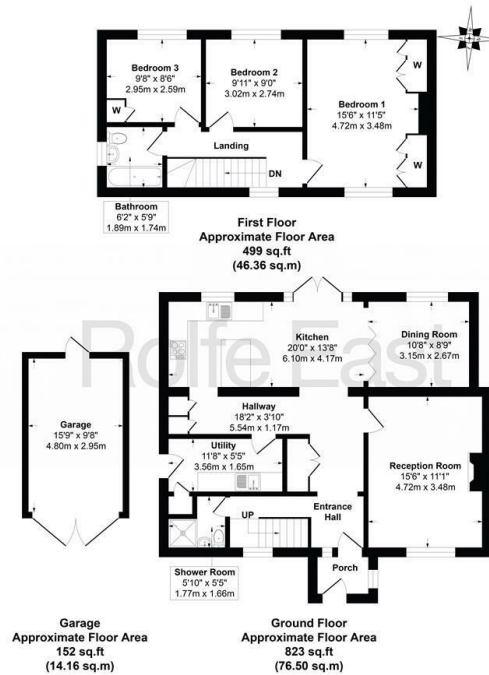 Bedroom 3
9'8" x 8'6"
2.95m x 2.59m
Bedroom 2
9'11" x 9'0"
3.02m x 2.74m
Bedroom 1
15'6" x 11'5"
4.72m x 3.48m
W
W
W
N
Landing
DN
Bathroom
6'2" x 5'9"
1.89m x 1.74m
First Floor
Approximate Floor Area
499 sq.ft
(46.36 sq.m)
Rolfe East
Kitchen
20'0" x 13'8"
6.10m x 4.17m
Dining Room
10'8" x 8'9"
3.15m x 2.67m
Hallway
18'2" x 3'10"
5.54m x 1.17m
Garage
15'9" x 9'8"
4.80m x 2.95m
Utility
11'8" x 5'5"
3.56m x 1.65m
Reception Room
15'6" x 11'1"
4.72m x 3.48m
UP
Entrance
Hall
Shower Room
5'10" x 5'5"
1.77m x 1.66m
Porch
Garage
Approximate Floor Area
152 sq.ft
(14.16 sq.m)
Ground Floor
Approximate Floor Area
823 sq.ft
(76.50 sq.m)